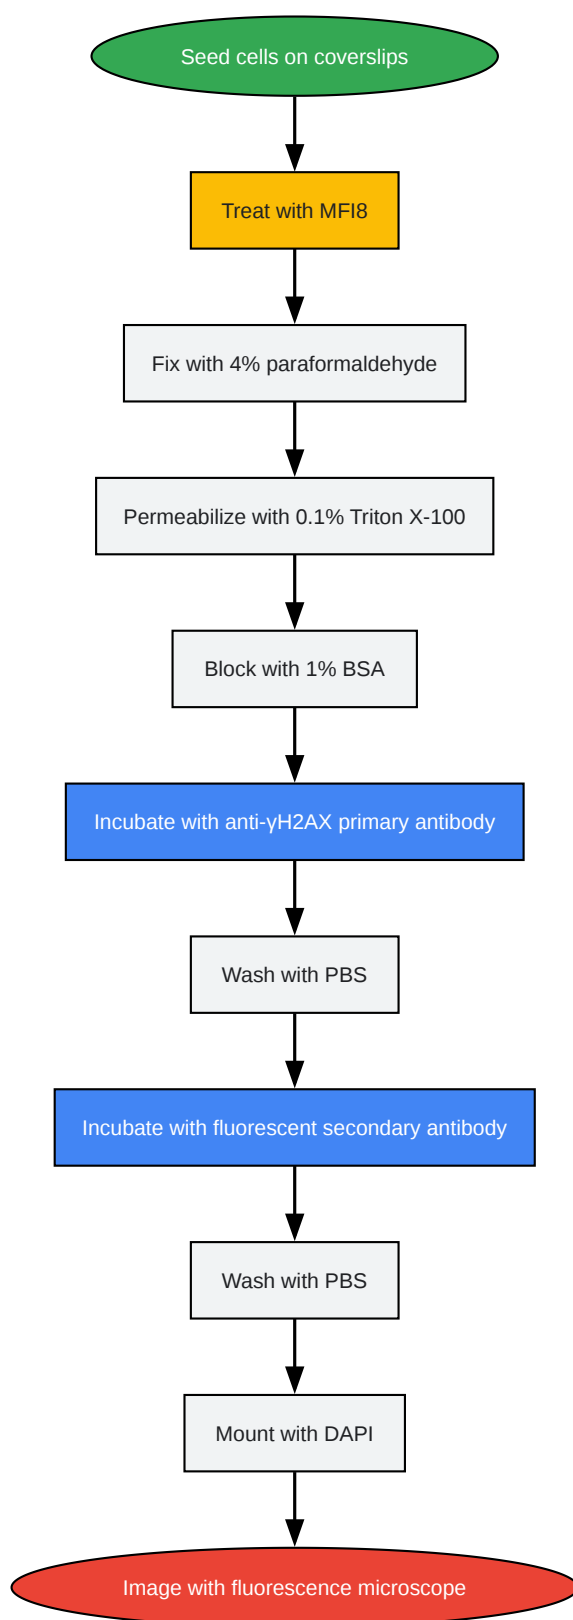 Seed cells on coverslips
Treat with MFI8
Fix with 4% paraformaldehyde
Permeabilize with 0.1% Triton X-100
Block with 1% BSA
Incubate with anti-γH2AX primary antibody
Wash with PBS
Incubate with fluorescent secondary antibody
Wash with PBS
Mount with DAPI
Image with fluorescence microscope